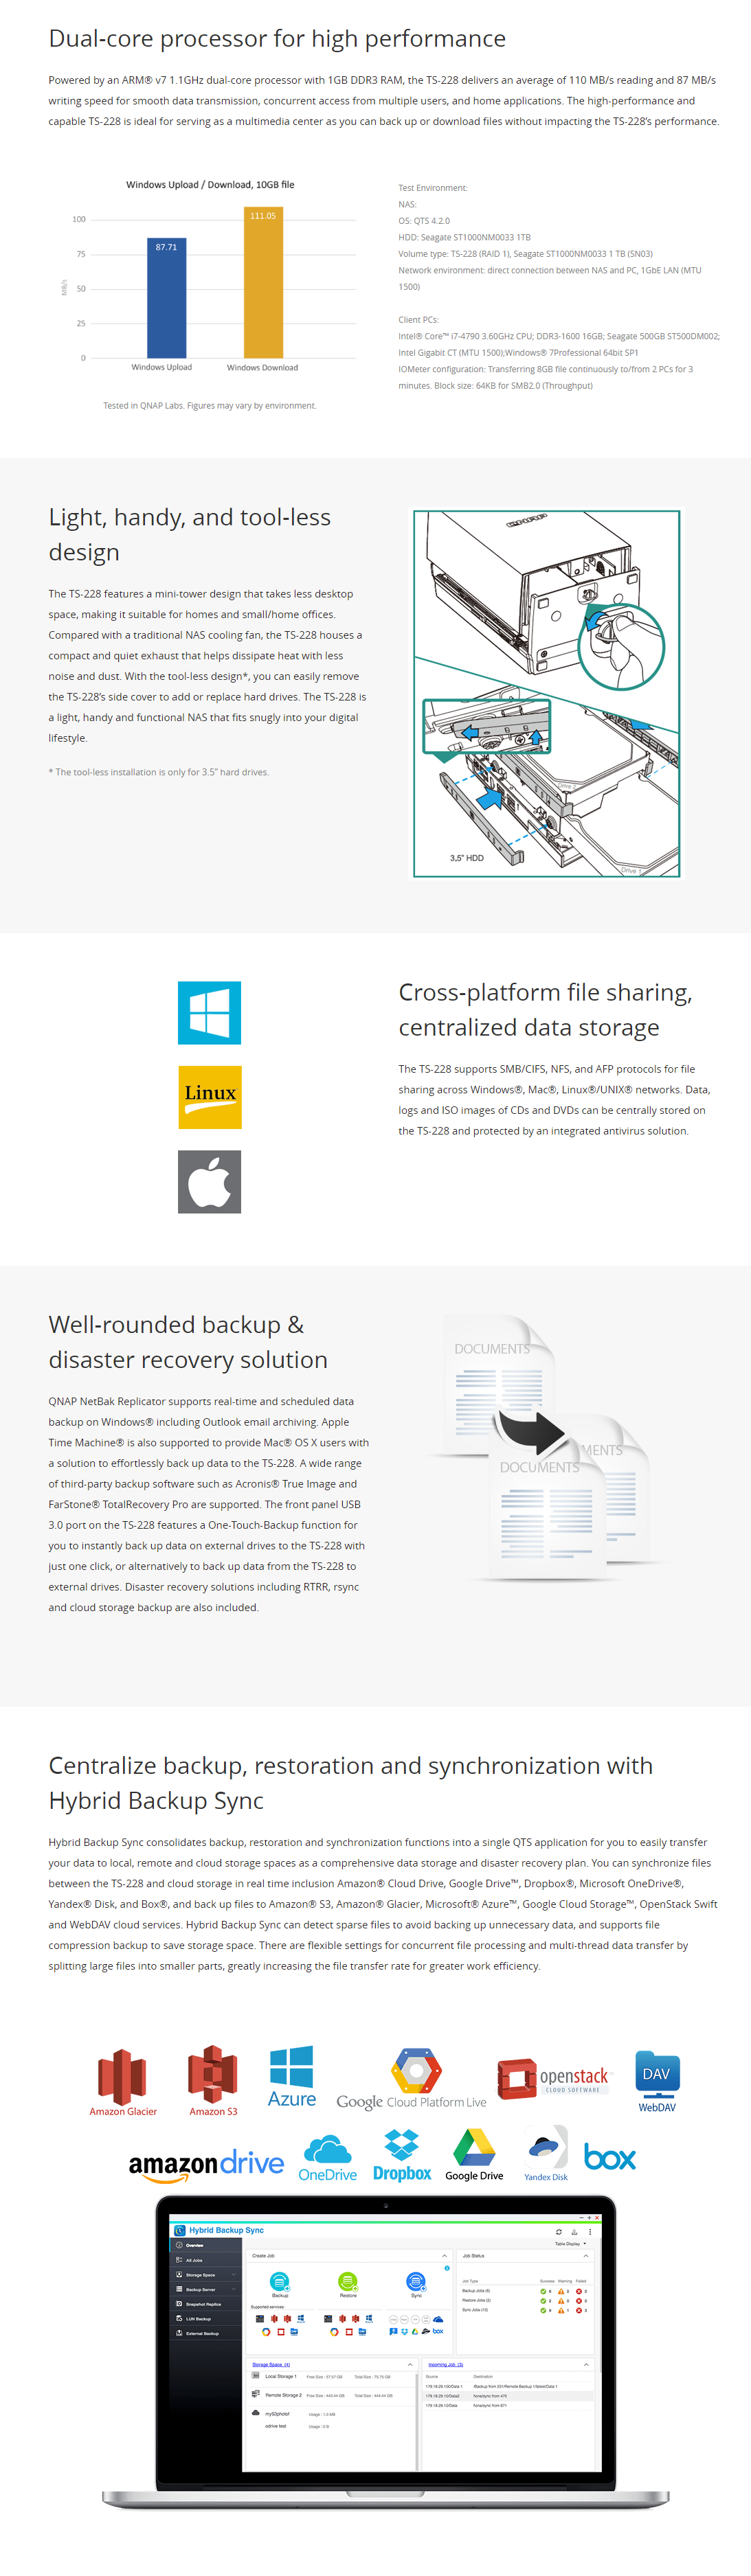 Dual-core processor for high performance
Powered by an ARM® v7 1.1GHz dual-core processor with 1GB DDR3 RAM, the TS-228 delivers an average of 110 MB/s reading and 87 MB/s
writing speed for smooth data transmission, concurrent access from multiple users, and home applications. The high-performance and
capable TS-228 is ideal for serving as a multimedia center as you can back up or download files without impacting the TS-228's performance.
Windows Upload / Download, 10GB file
100
75
50
25
0
MB/s
87.71
111.05
Windows Upload
Windows Download
Tested in QNAP Labs. Figures may vary by environment.
Test Environment:
NAS:
OS: QTS 4.2.0
HDD: Seagate ST1000NM0033 1TB
Volume type: TS-228 (RAID 1), Seagate ST1000NM0033 1 TB (SN03)
Network environment: direct connection between NAS and PC, 1GbE LAN (MTU
1500)
Client PCs:
Intel® Core™ i7-4790 3.60GHz CPU; DDR3-1600 16GB; Seagate 500GB ST500DM002;
Intel Gigabit CT (MTU 1500);Windows® 7Professional 64bit SP1
IOMeter configuration: Transferring 8GB file continuously to/from 2 PCs for 3
minutes. Block size: 64KB for SMB2.0 (Throughput)
Light, handy, and tool-less
design
The TS-228 features a mini-tower design that takes less desktop
space, making it suitable for homes and small/home offices.
Compared with a traditional NAS cooling fan, the TS-228 houses a
compact and quiet exhaust that helps dissipate heat with less
noise and dust. With the tool-less design*, you can easily remove
the TS-228's side cover to add or replace hard drives. The TS-228 is
a light, handy and functional NAS that fits snugly into your digital
lifestyle.
* The tool-less installation is only for 3.5" hard drives.
Drive 2
3.5" HDD
Drive 1
Linux
Cross-platform file sharing,
centralized data storage
The TS-228 supports SMB/CIFS, NFS, and AFP protocols for file
sharing across Windows®, Mac®, Linux®/UNIX® networks. Data,
logs and ISO images of CDs and DVDs can be centrally stored on
the TS-228 and protected by an integrated antivirus solution.
Well-rounded backup &
disaster recovery solution
QNAP NetBak Replicator supports real-time and scheduled data
backup on Windows® including Outlook email archiving. Apple
Time Machine® is also supported to provide Mac® OS X users with
a solution to effortlessly back up data to the TS-228. A wide range
of third-party backup software such as Acronis® True Image and
FarStone® TotalRecovery Pro are supported. The front panel USB
3.0 port on the TS-228 features a One-Touch-Backup function for
you to instantly back up data on external drives to the TS-228 with
just one click, or alternatively to back up data from the TS-228 to
external drives. Disaster recovery solutions including RTRR, rsync
and cloud storage backup are also included.
DOCUMENTS
MENTS
DOCUMENTS
Centralize backup, restoration and synchronization with
Hybrid Backup Sync
Hybrid Backup Sync consolidates backup, restoration and synchronization functions into a single QTS application for you to easily transfer
your data to local, remote and cloud storage spaces as a comprehensive data storage and disaster recovery plan. You can synchronize files
between the TS-228 and cloud storage in real time inclusion Amazon® Cloud Drive, Google Drive™, Dropbox®, Microsoft OneDrive®,
Yandex® Disk, and Box®, and back up files to Amazon® S3, Amazon® Glacier, Microsoft® Azure™, Google Cloud Storage™, OpenStack Swift
and WebDAV cloud services. Hybrid Backup Sync can detect sparse files to avoid backing up unnecessary data, and supports file
compression backup to save storage space. There are flexible settings for concurrent file processing and multi-thread data transfer by
splitting large files into smaller parts, greatly increasing the file transfer rate for greater work efficiency.
Amazon Glacier
Amazon S3
Azure
Google Cloud Platform Live
openstack
CLOUD SOFTWARE
DAV
WebDAV
amazondrive
OneDrive
Dropbox
Google Drive
Yandex Disk
box
Hybrid Backup Sync
Table Display
Overview
All Jobs
Storage Space
Backup Server
Snapshot Replica
LUN Backup
External Backup
Create Job
Backup
Restore
Sync
Supported services
Job Status
Job Type Success Warning Failed
Backup Jobs (8)
Restore Jobs (2)
Sync Jobs (10)
Storage Space (4)
Local Storage 1
Remote Storage 2
myS3photo1
odrive test
Usage : 0 B
Incoming Job (3)
Source Destination